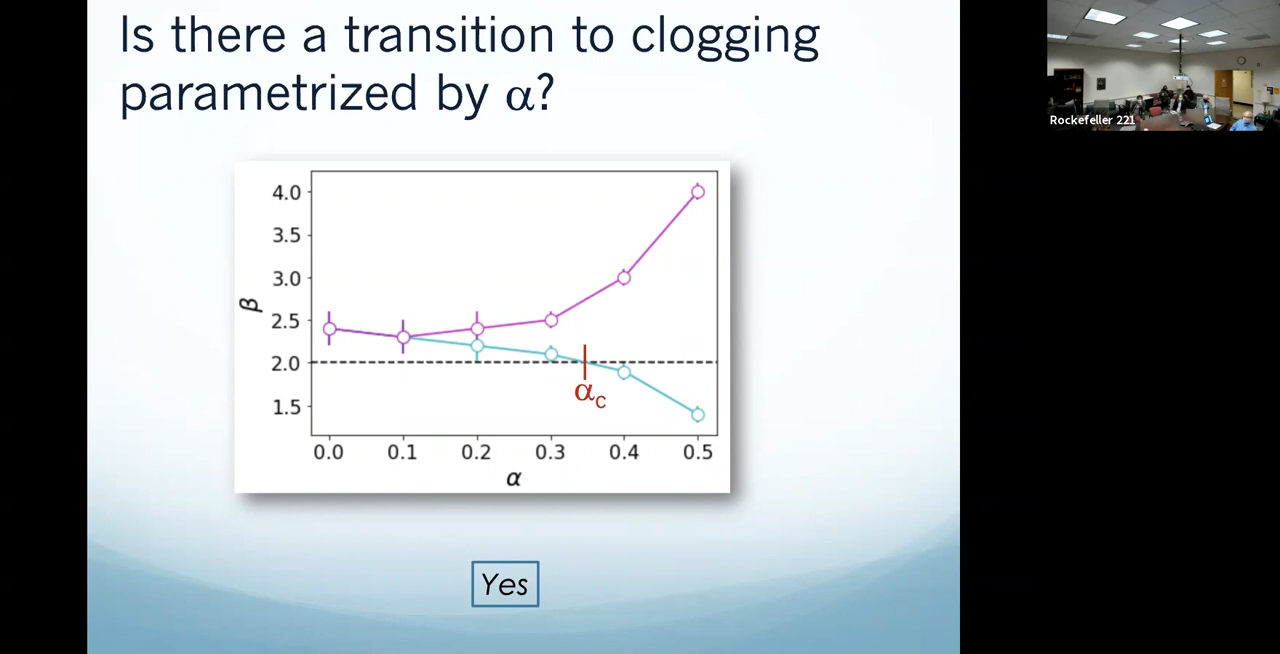 Is there a transition to clogging
parametrized by α?
Rockefeller 221
4.0
3.5
3.0
2.5
2.0
1.5
β
αc
0.0 0.1 0.2 0.3 0.4 0.5
α
Yes